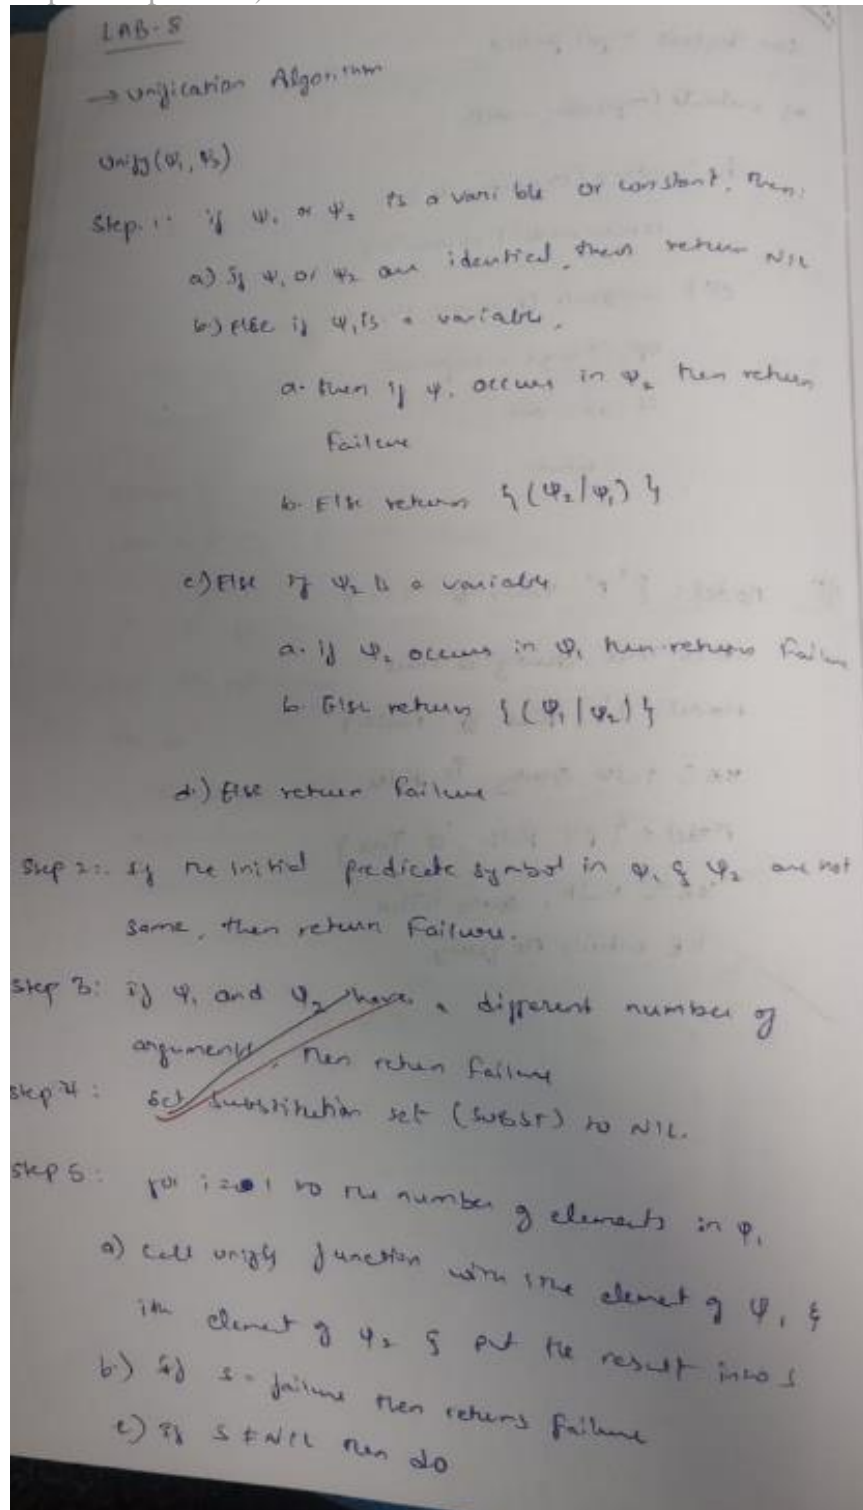 LAB-8
→ Unification Algorithm
Unify(Ψ₁, Ψ₂)
Step. 1: if Ψ₁ or Ψ₂ is a varible or constant, then:
a) If Ψ₁ or Ψ₂ are identical, then return NIL
b) Else if Ψ₁ is a variable,
a. then if Ψ₁ occurs in Ψ₂ then return
Failure
b. Else return {(Ψ₂/Ψ₁)}
c) Else if Ψ₂ is a variable
a. if Ψ₂ occurs in Ψ₁ then return Failure
b. Else return {(Ψ₁/Ψ₂)}
d) Else return Failure
Step 2: If the initial predicate symbol in Ψ₁ & Ψ₂ are not
same, then return Failure.
Step 3: if Ψ₁ and Ψ₂ have a different number of
arguments, then return Failure
Step 4: Set Substitution set (SUBST) to NIL.
Step 5: for i = 1 to the number of elements in Ψ₁
a) call unify function with ith element of Ψ₁ &
ith element of Ψ₂ & put the result into S
b) if s = failure then returns Failure
c) if S ≠ NIL then do